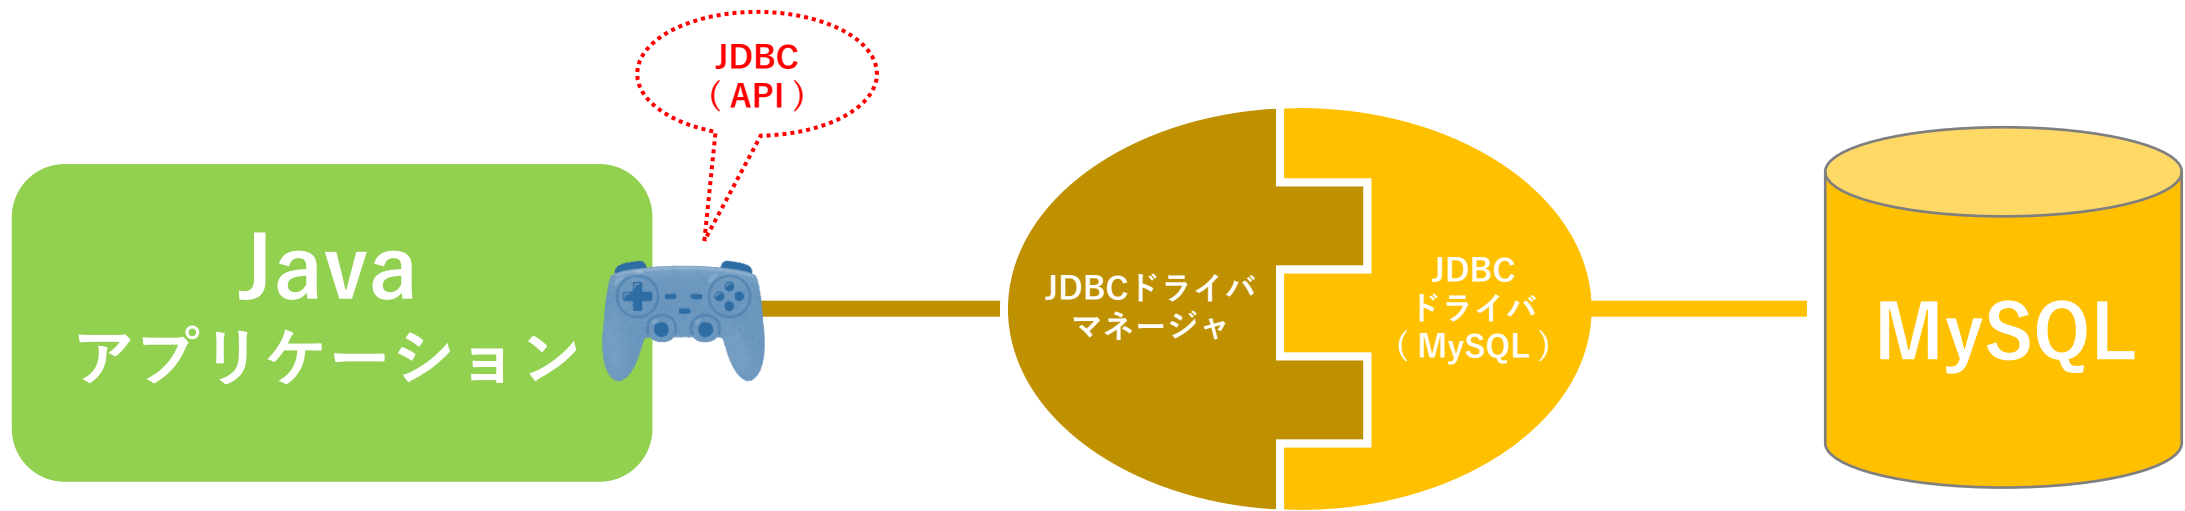 JDBC
（API）
Java
アプリケーション
JDBCドライバ
マネージャ
JDBC
ドライバ
（MySQL）
MySQL